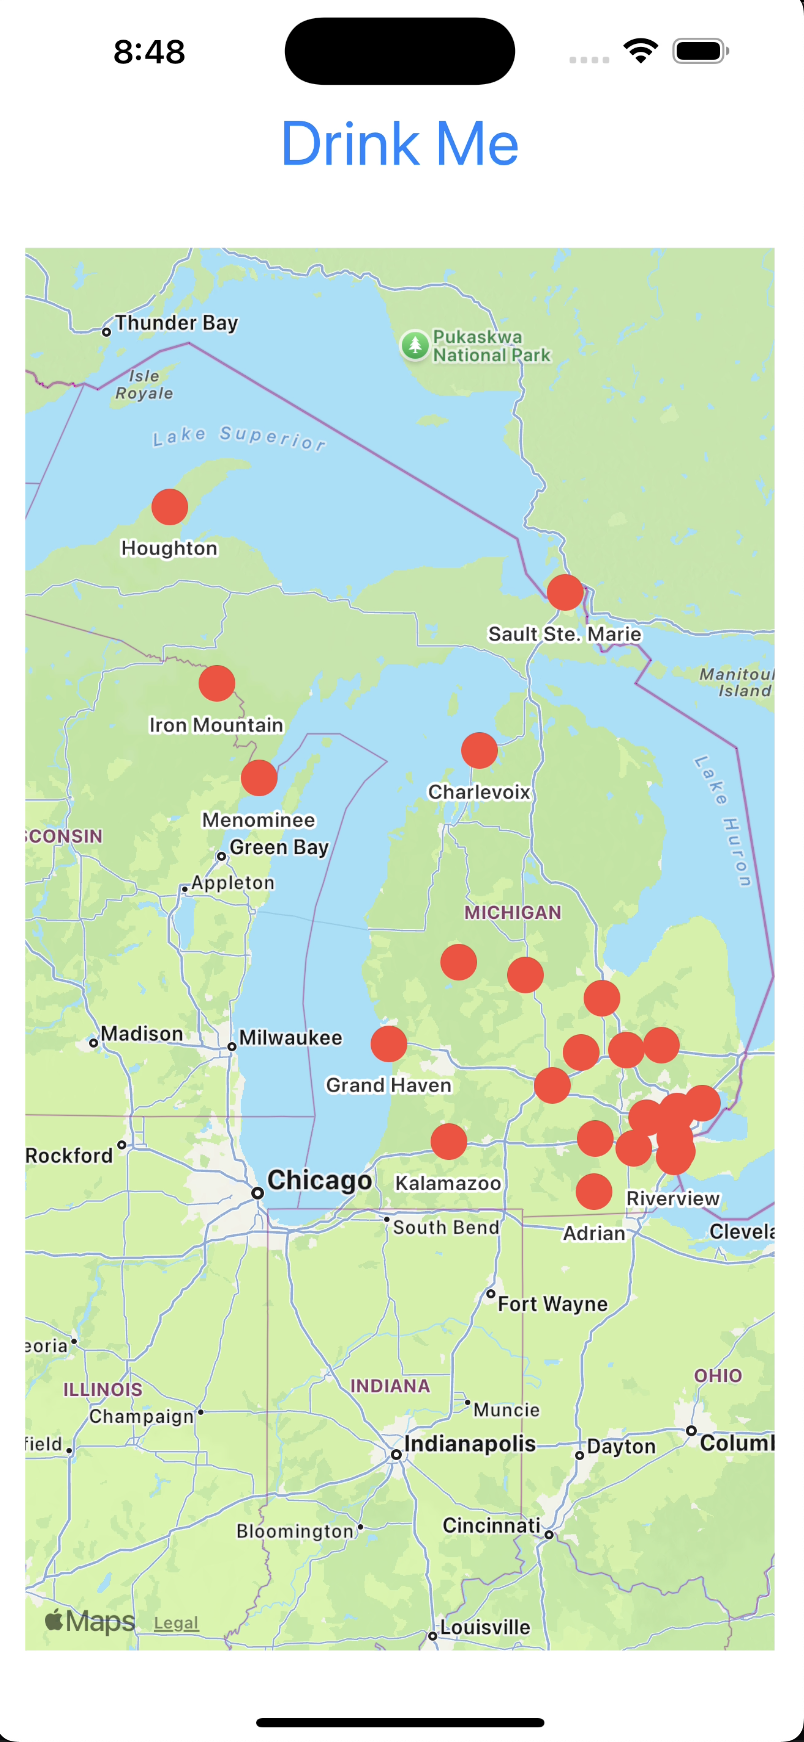 8:48
Drink Me
Thunder Bay
Pukaskwa
National Park
Isle
Royale
Lake Superior
Houghton
Sault Ste. Marie
Manitoul
Island
Iron Mountain
Charlevoix
Lake Huron
Menominee
SCONSIN
Green Bay
Appleton
MICHIGAN
Madison
Milwaukee
Grand Haven
Rockford
Chicago
Kalamazoo
Riverview
South Bend
Adrian
Clevela
Fort Wayne
eoria
ILLINOIS
INDIANA
OHIO
Champaign
Muncie
field
Indianapolis
Dayton
Columl
Bloomington
Cincinnati
Maps
Legal
Louisville